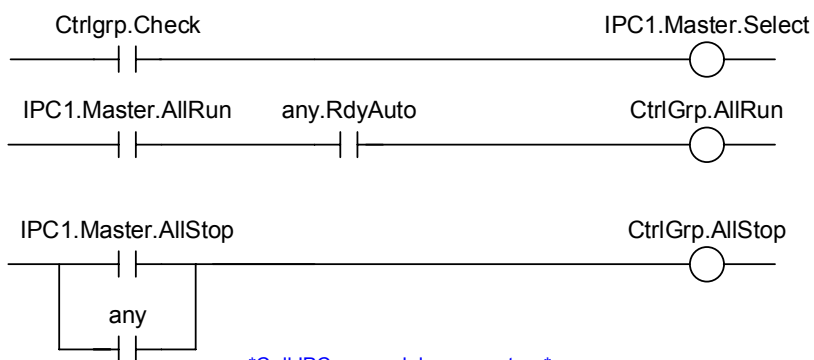 Ctrlgrp.Check IPC1.Master.Select
IPC1.Master.AllRun any.RdyAuto CtrlGrp.AllRun
IPC1.Master.AllStop CtrlGrp.AllStop
any